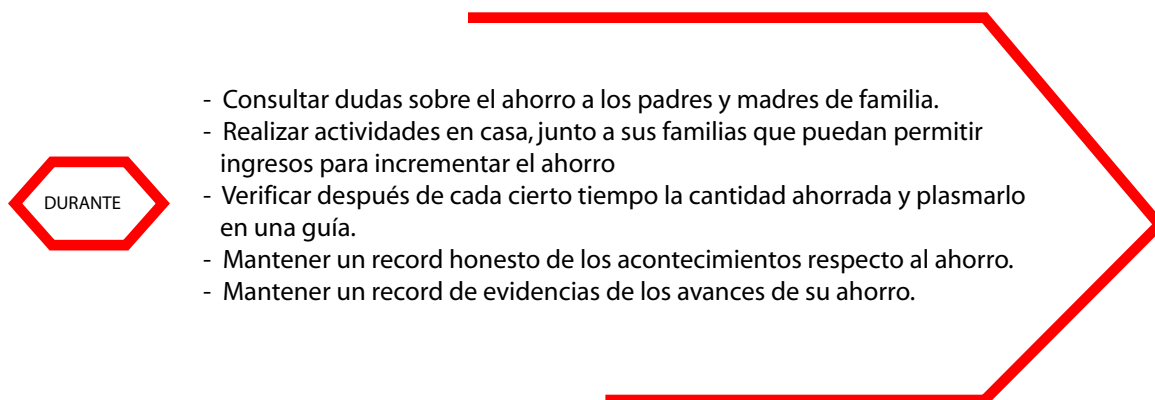 DURANTE
- Consultar dudas sobre el ahorro a los padres y madres de familia.
- Realizar actividades en casa, junto a sus familias que puedan permitir
ingresos para incrementar el ahorro
- Verificar después de cada cierto tiempo la cantidad ahorrada y plasmarlo
en una guía.
- Mantener un record honesto de los acontecimientos respecto al ahorro.
- Mantener un record de evidencias de los avances de su ahorro.